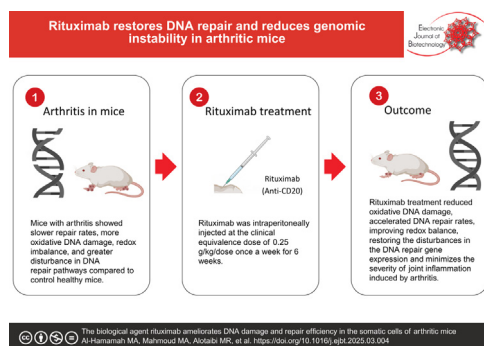 Rituximab restores DNA repair and reduces genomic
instability in arthritic mice
Electronic
Journal of
Biotechnology
1
Arthritis in mice
Mice with arthritis showed
slower repair rates, more
oxidative DNA damage, redox
imbalance, and greater
disturbance in DNA
repair pathways compared to
control healthy mice.
2
Rituximab treatment
Rituximab
(Anti-CD20)
Rituximab was intraperitoneally
injected at the clinical
equivalence dose of 0.25
g/kg/dose once a week for 6
weeks.
3
Outcome
Rituximab treatment reduced
oxidative DNA damage,
accelerated DNA repair rates,
improving redox balance,
restoring the disturbances in
the DNA repair gene
expression and minimizes the
severity of joint inflammation
induced by arthritis.
The biological agent rituximab ameliorates DNA damage and repair efficiency in the somatic cells of arthritic mice
Al-Hamamah MA, Mahmoud MA, Alotaibi MR, et al. https://doi.org/10.1016/j.ejbt.2025.03.004